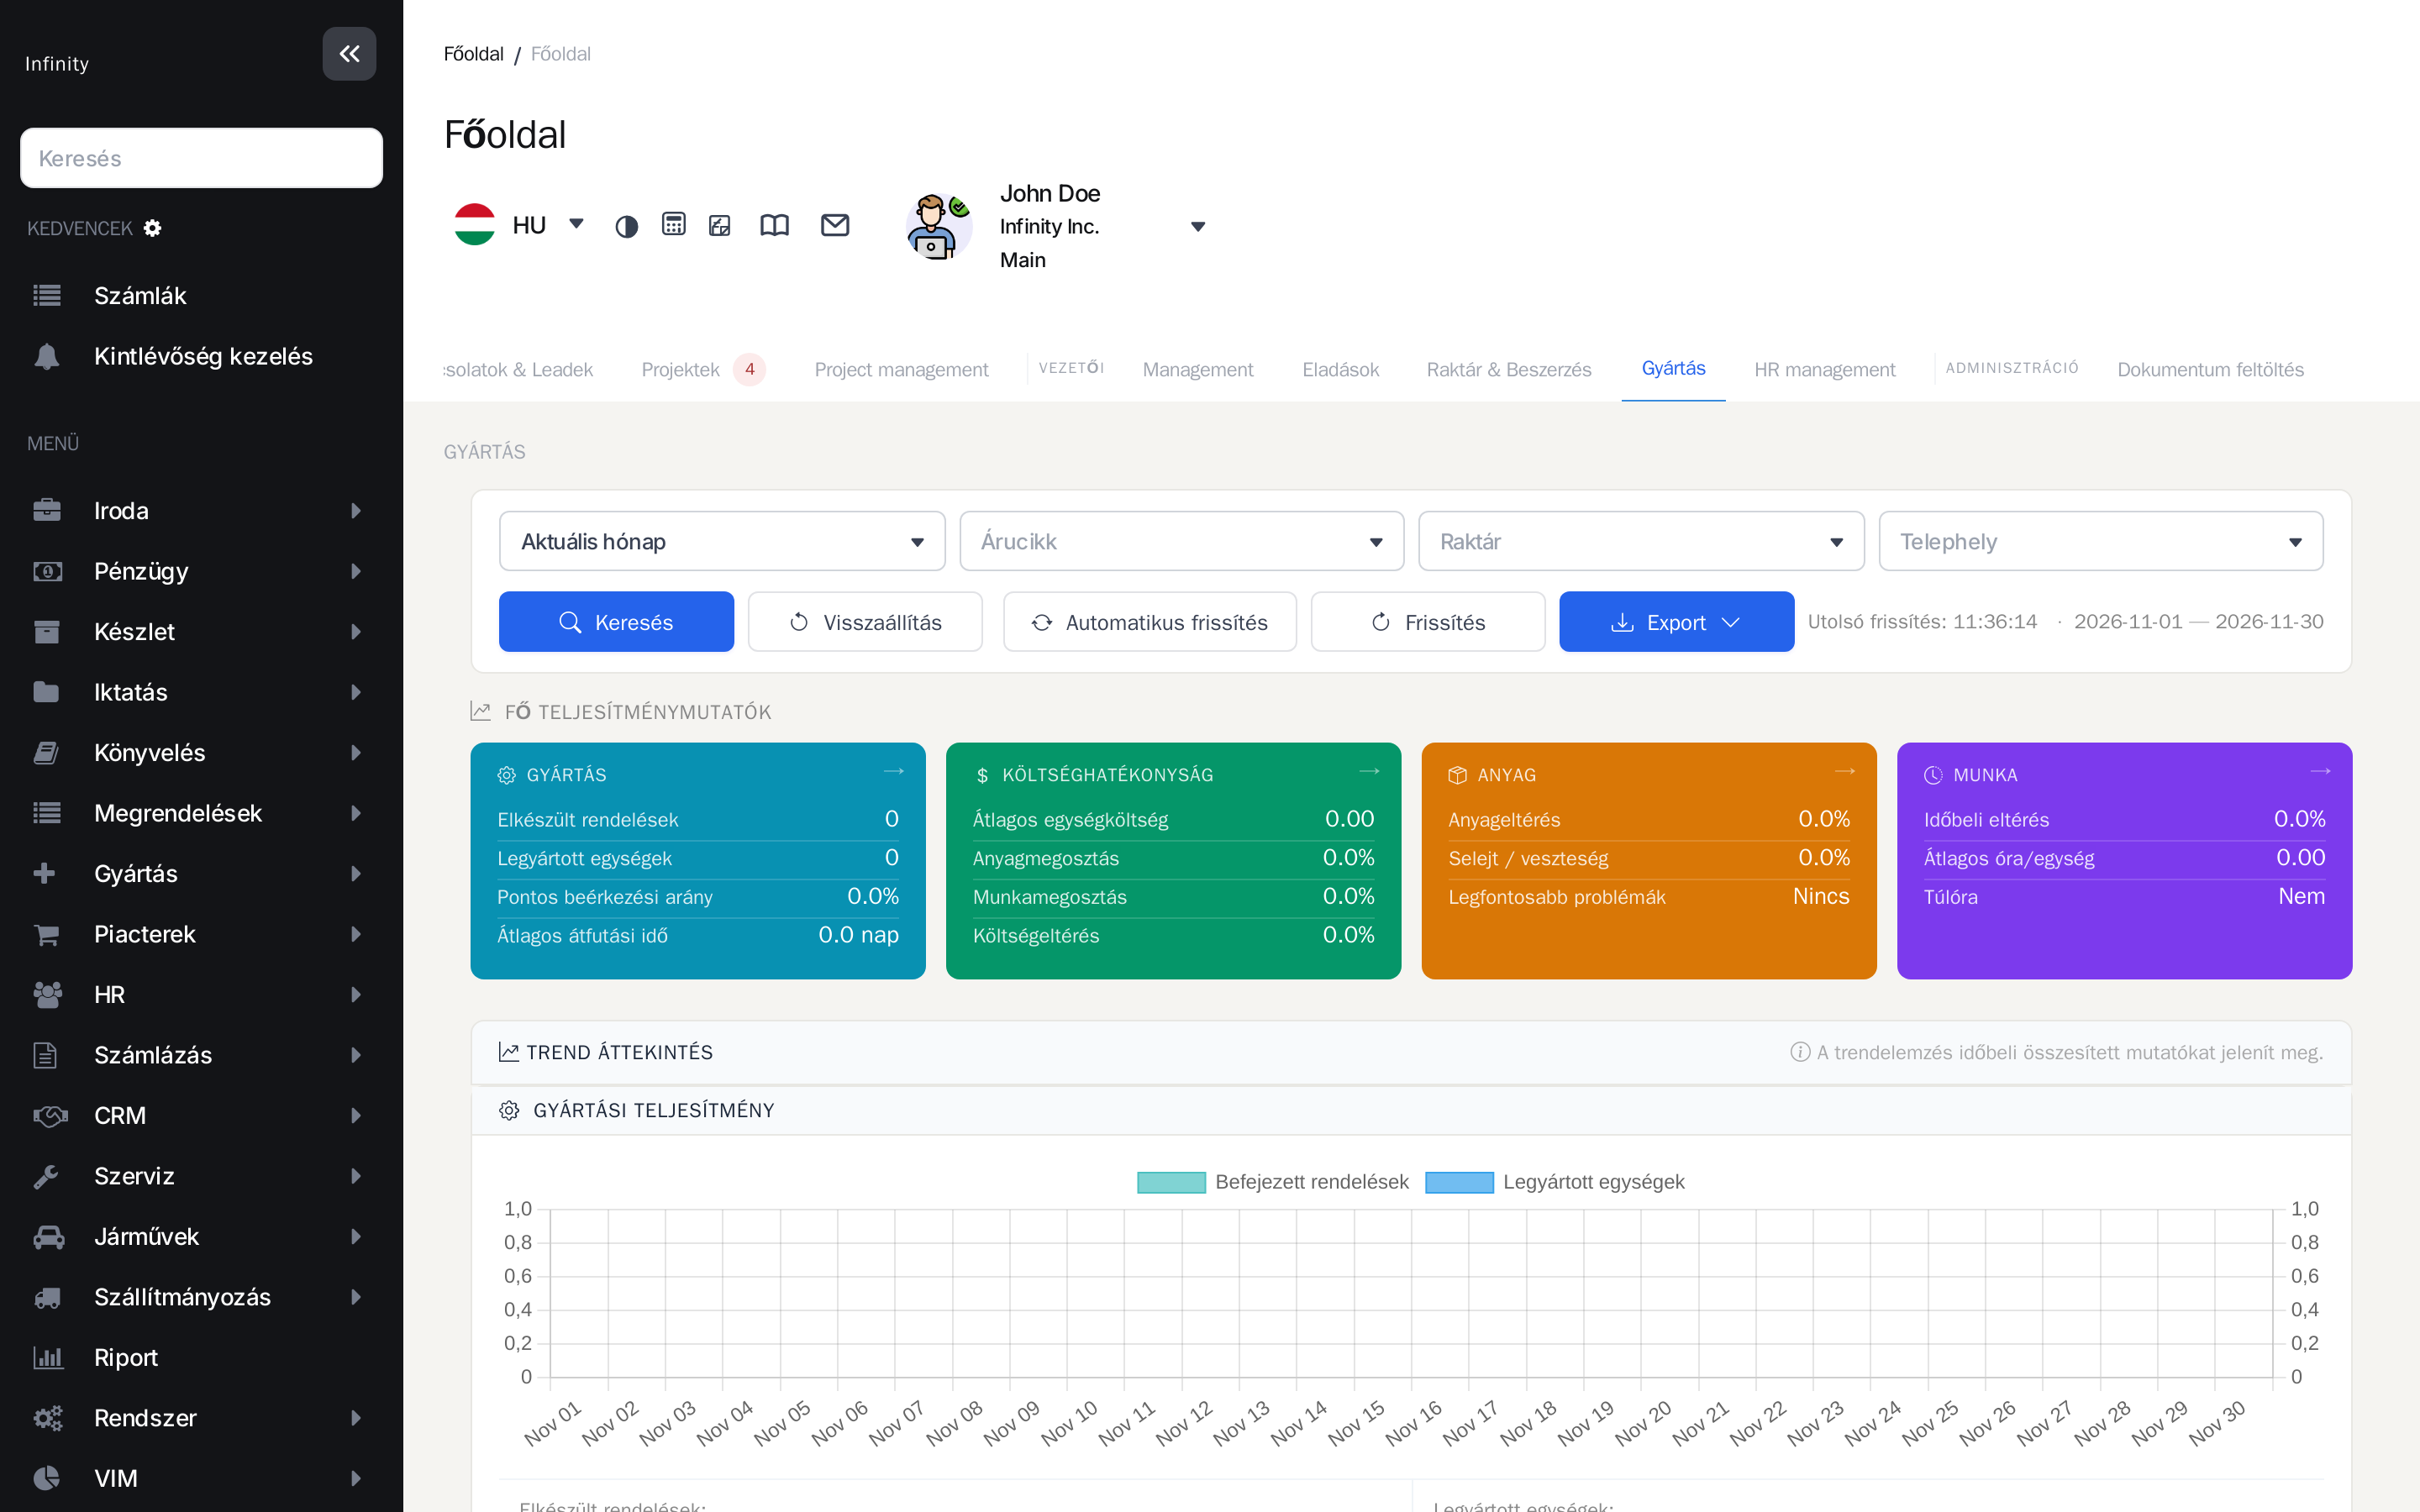 Infinity
Keresés
KEDVENCEK
Számlák
Kintlévőség kezelés
MENÜ
Iroda
Pénzügy
Készlet
Iktatás
Könyvelés
Megrendelések
Gyártás
Piacterek
HR
Számlázás
CRM
Szerviz
Járművek
Szállítmányozás
Riport
Rendszer
VIM
Főoldal / Főoldal
Főoldal
HU
John Doe
Infinity Inc.
Main
csolatok & Leadek Projektek 4 Project management VEZETŐI Management Eladások Raktár & Beszerzés Gyártás HR management ADMINISZTRÁCIÓ Dokumentum feltöltés
GYÁRTÁS
Aktuális hónap Árucikk Raktár Telephely
Keresés Visszaállítás Automatikus frissítés Frissítés Export Utolsó frissítés: 11:36:14 · 2026-11-01 — 2026-11-30
FŐ TELJESÍTMÉNYMUTATÓK
GYÁRTÁS →
Elkészült rendelések 0
Legyártott egységek 0
Pontos beérkezési arány 0.0%
Átlagos átfutási idő 0.0 nap
$ KÖLTSÉGHATÉKONYSÁG →
Átlagos egységköltség 0.00
Anyagmegosztás 0.0%
Munkamegosztás 0.0%
Költségeltérés 0.0%
ANYAG →
Anyageltérés 0.0%
Selejt / veszteség 0.0%
Legfontosabb problémák Nincs
MUNKA →
Időbeli eltérés 0.0%
Átlagos óra/egység 0.00
Túlóra Nem
TREND ÁTTEKINTÉS A trendelemzés időbeli összesített mutatókat jelenít meg.
GYÁRTÁSI TELJESÍTMÉNY
Befejezett rendelések Legyártott egységek
1,0 1,0
0,8 0,8
0,6 0,6
0,4 0,4
0,2 0,2
0 0
Nov 01 Nov 02 Nov 03 Nov 04 Nov 05 Nov 06 Nov 07 Nov 08 Nov 09 Nov 10 Nov 11 Nov 12 Nov 13 Nov 14 Nov 15 Nov 16 Nov 17 Nov 18 Nov 19 Nov 20 Nov 21 Nov 22 Nov 23 Nov 24 Nov 25 Nov 26 Nov 27 Nov 28 Nov 29 Nov 30
Elkészült rendelések: Legyártott egységek: